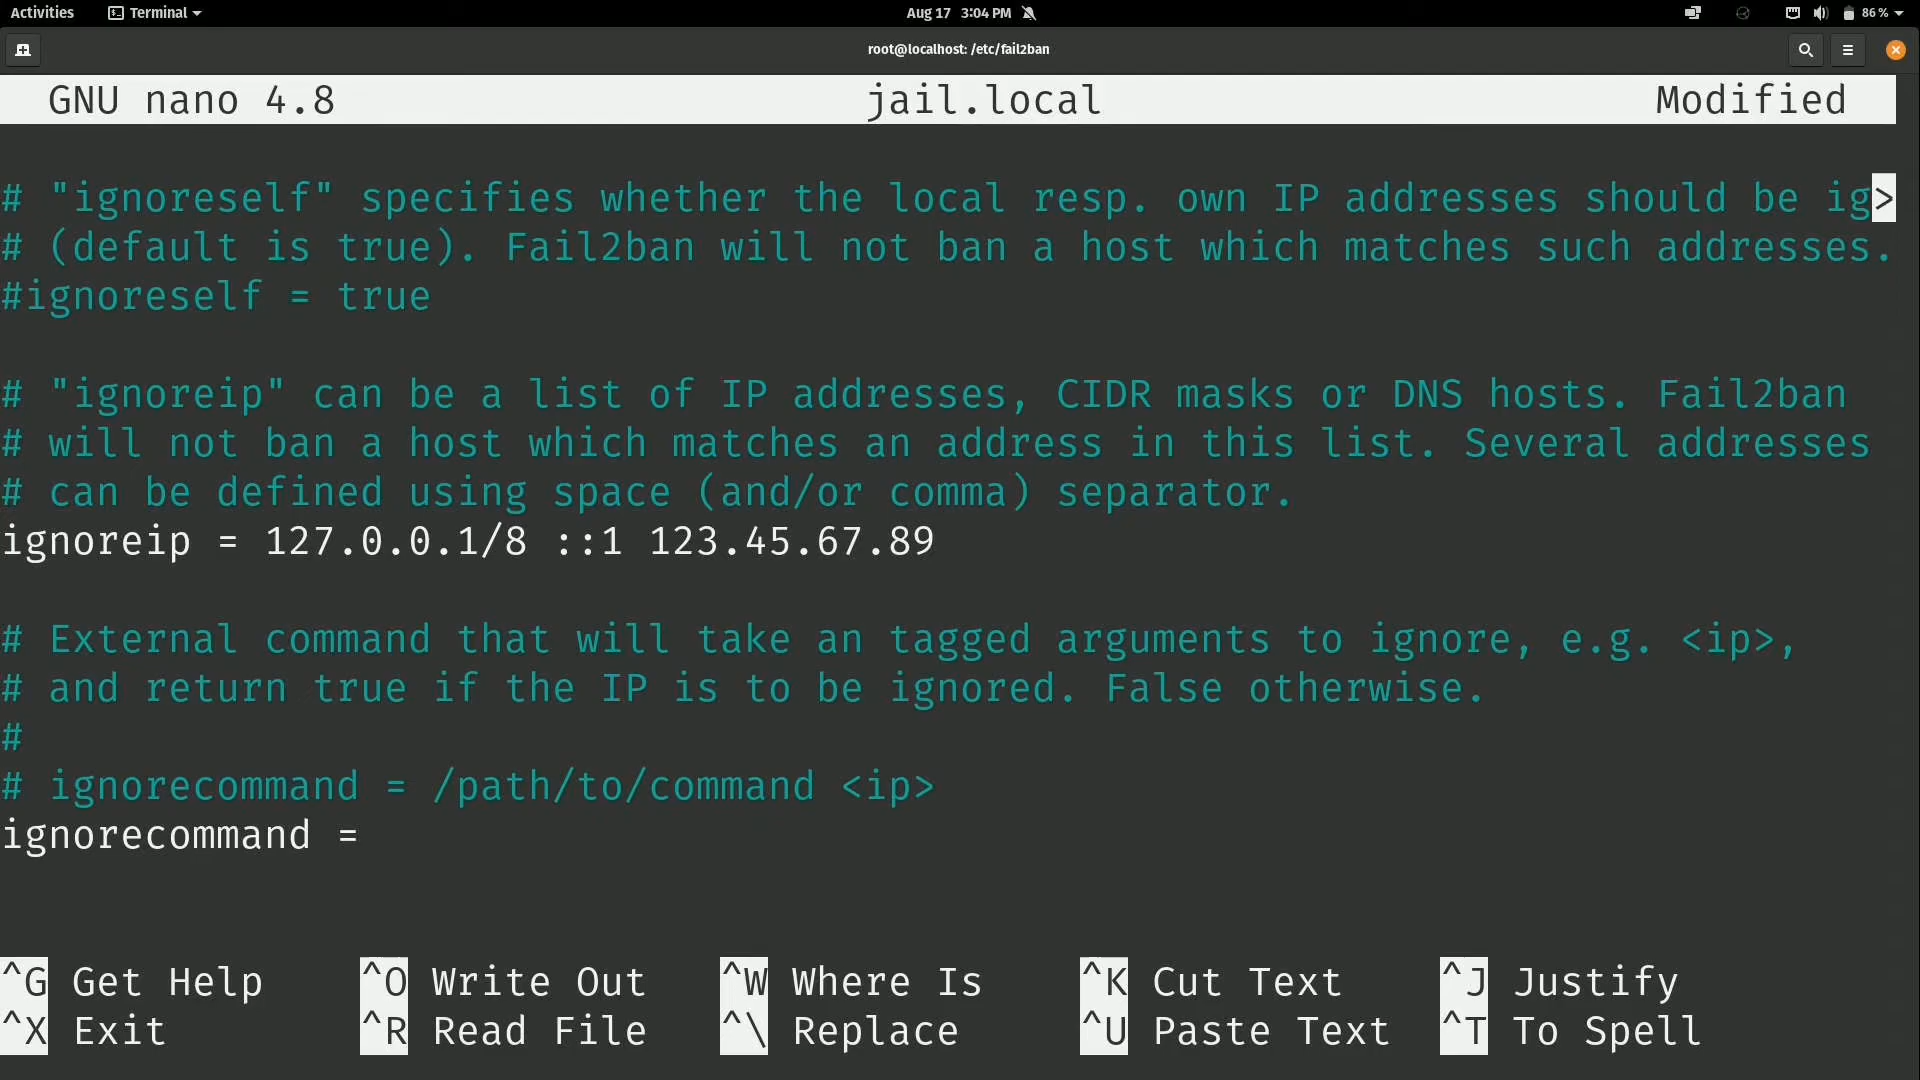 Activities Terminal Aug 17 3:04 PM 86 %
root@localhost: /etc/fail2ban
GNU nano 4.8 jail.local Modified
# "ignoreself" specifies whether the local resp. own IP addresses should be ig>
# (default is true). Fail2ban will not ban a host which matches such addresses.
#ignoreself = true
# "ignoreip" can be a list of IP addresses, CIDR masks or DNS hosts. Fail2ban
# will not ban a host which matches an address in this list. Several addresses
# can be defined using space (and/or comma) separator.
ignoreip = 127.0.0.1/8 ::1 123.45.67.89
# External command that will take an tagged arguments to ignore, e.g. <ip>,
# and return true if the IP is to be ignored. False otherwise.
#
# ignorecommand = /path/to/command <ip>
ignorecommand =
^G Get Help ^O Write Out ^W Where Is ^K Cut Text ^J Justify
^X Exit ^R Read File ^\ Replace ^U Paste Text ^T To Spell